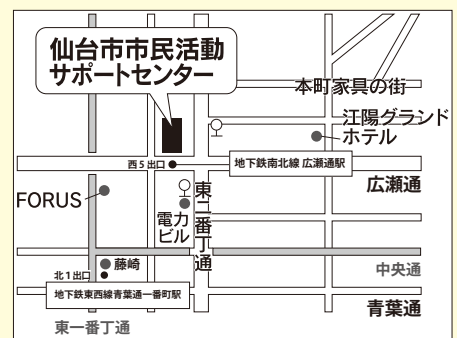 仙台市市民活動
サポートセンター
本町家具の街
江陽グランド
ホテル
西5出口
地下鉄南北線 広瀬通駅
広瀬通
FORUS
電力
ビル
東二番丁通
藤崎
北1出口
中央通
地下鉄東西線青葉通一番町駅
青葉通
東一番丁通